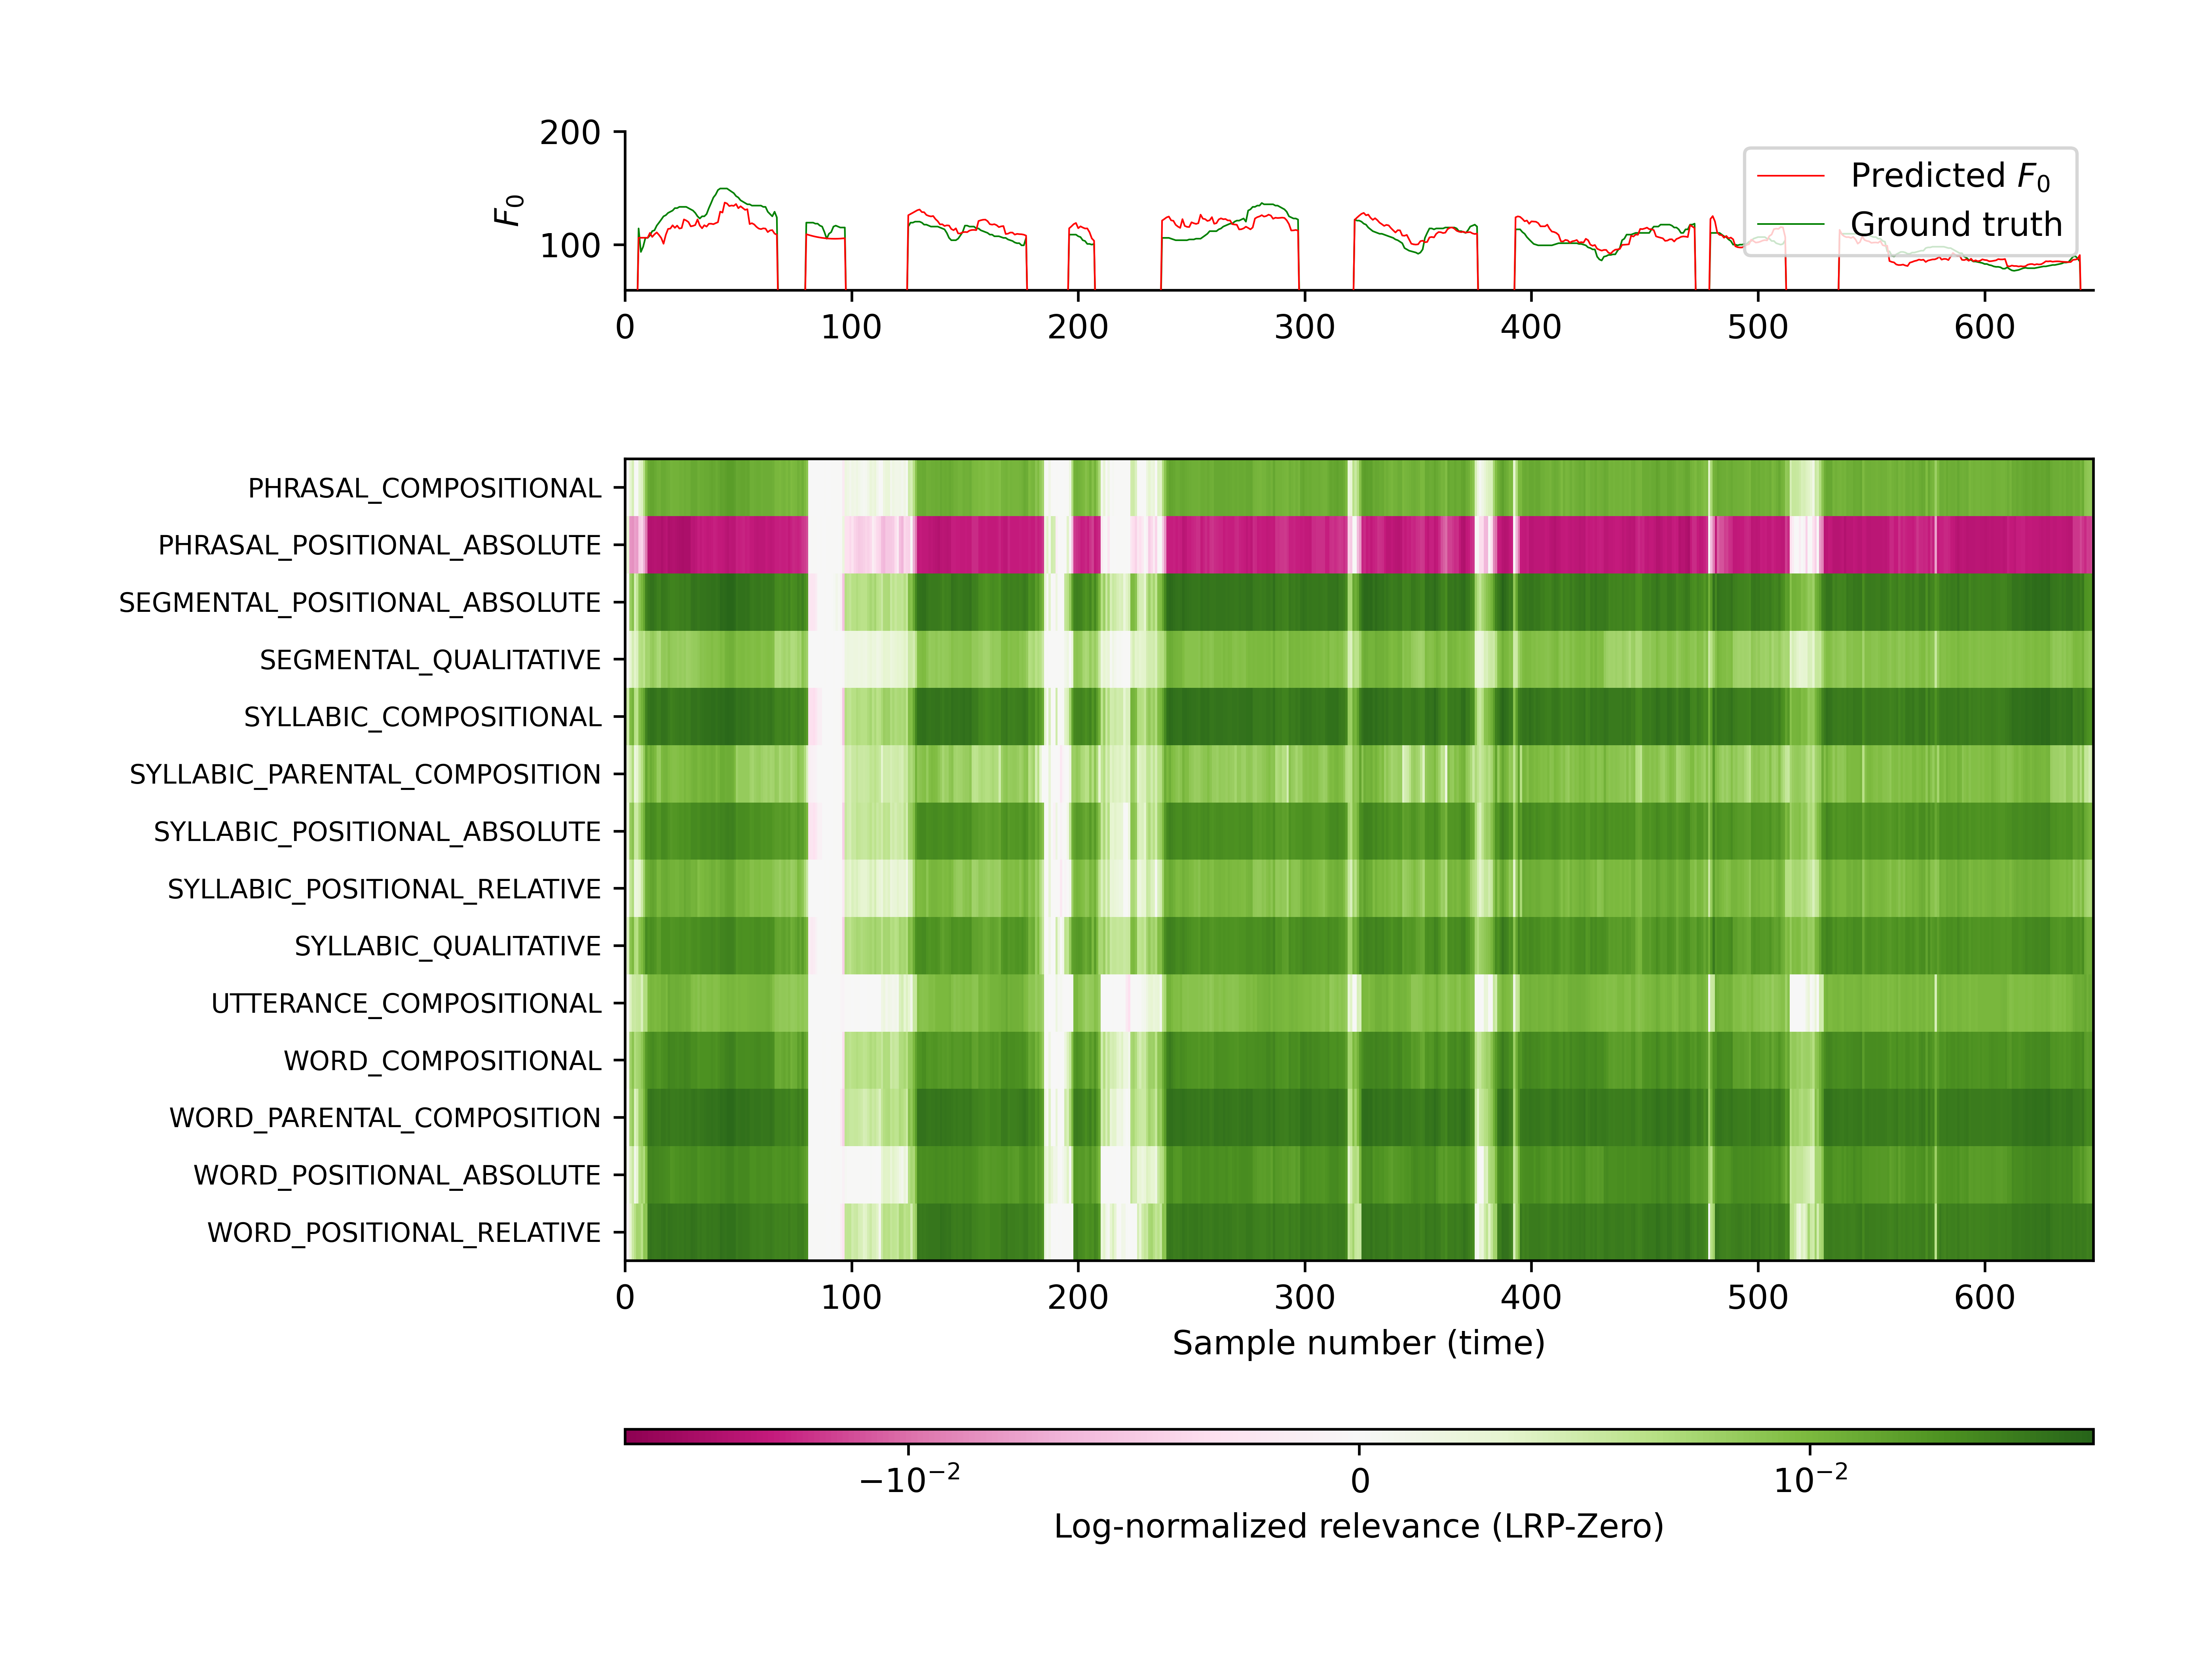 200
100
F0
Predicted F0
Ground truth
0 100 200 300 400 500 600
PHRASAL_COMPOSITIONAL
PHRASAL_POSITIONAL_ABSOLUTE
SEGMENTAL_POSITIONAL_ABSOLUTE
SEGMENTAL_QUALITATIVE
SYLLABIC_COMPOSITIONAL
SYLLABIC_PARENTAL_COMPOSITION
SYLLABIC_POSITIONAL_ABSOLUTE
SYLLABIC_POSITIONAL_RELATIVE
SYLLABIC_QUALITATIVE
UTTERANCE_COMPOSITIONAL
WORD_COMPOSITIONAL
WORD_PARENTAL_COMPOSITION
WORD_POSITIONAL_ABSOLUTE
WORD_POSITIONAL_RELATIVE
0 100 200 300 400 500 600
Sample number (time)
−10⁻² 0 10⁻²
Log-normalized relevance (LRP-Zero)